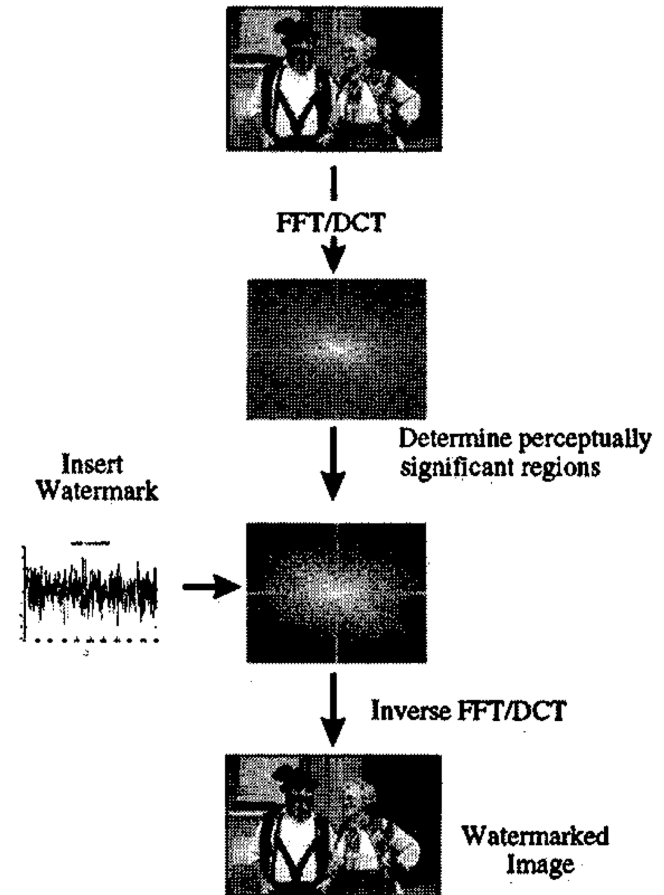 FFT/DCT
Determine perceptually
significant regions
Insert
Watermark
Inverse FFT/DCT
Watermarked
Image